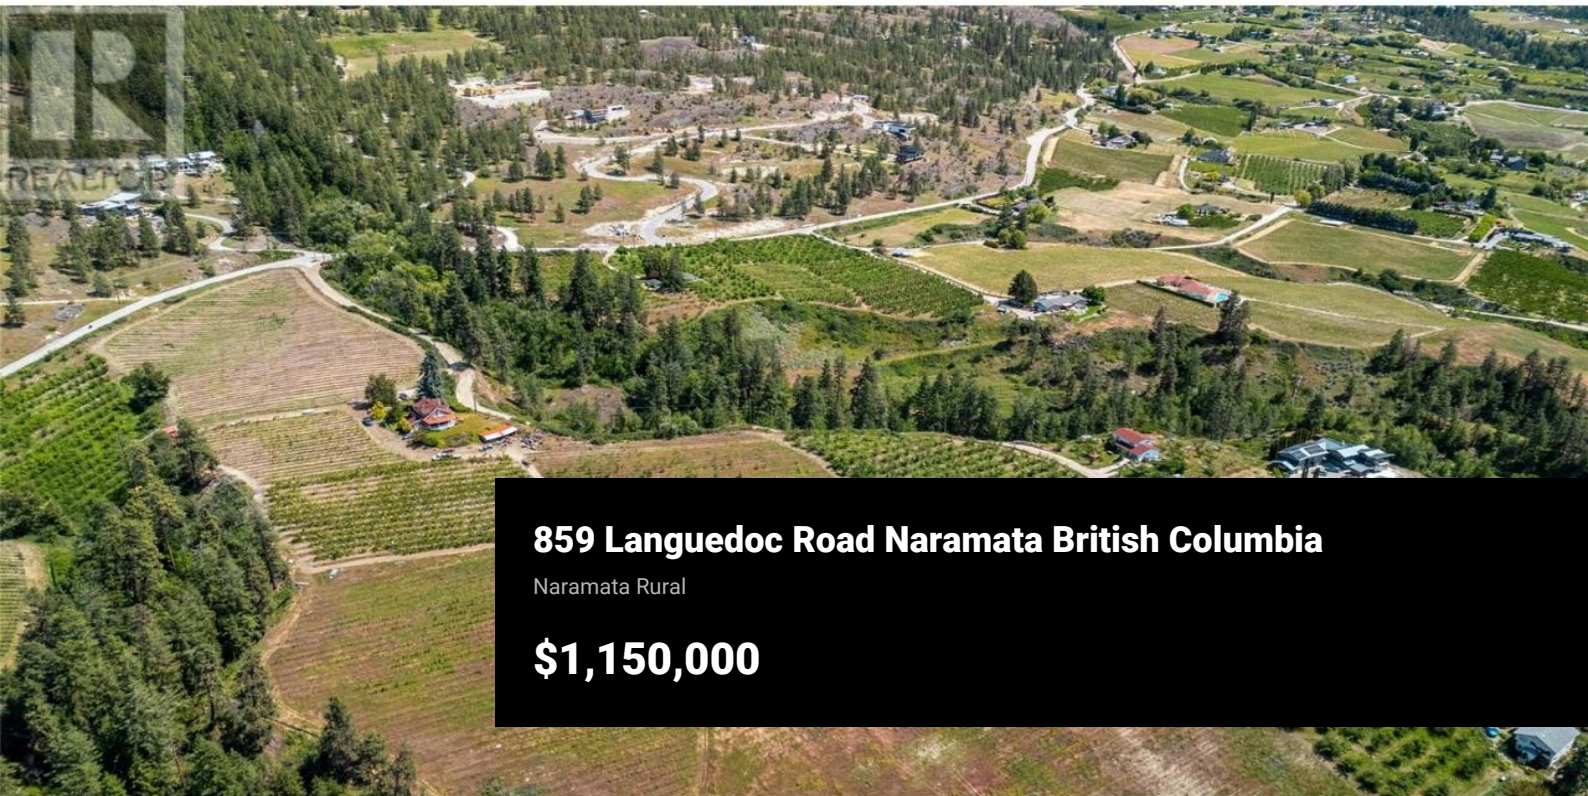 R
REALTOR
859 Languedoc Road Naramata British Columbia
Naramata Rural
$1,150,000